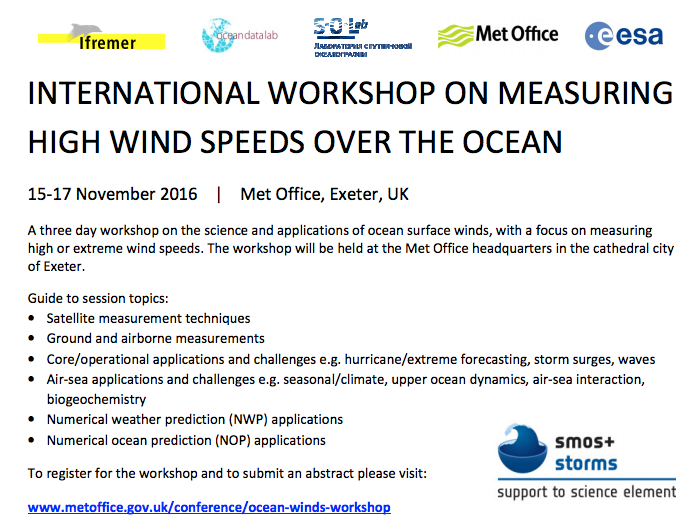 Ifremer
oceandatalab
S·O·Lab
ЛАБОРАТОРИЯ СПУТНИКОВОЙ
ОКЕАНОГРАФИИ
Met Office
esa
INTERNATIONAL WORKSHOP ON MEASURING
HIGH WIND SPEEDS OVER THE OCEAN
15-17 November 2016 | Met Office, Exeter, UK
A three day workshop on the science and applications of ocean surface winds, with a focus on measuring
high or extreme wind speeds. The workshop will be held at the Met Office headquarters in the cathedral city
of Exeter.
Guide to session topics:
• Satellite measurement techniques
• Ground and airborne measurements
• Core/operational applications and challenges e.g. hurricane/extreme forecasting, storm surges, waves
• Air-sea applications and challenges e.g. seasonal/climate, upper ocean dynamics, air-sea interaction,
biogeochemistry
• Numerical weather prediction (NWP) applications
• Numerical ocean prediction (NOP) applications
smos+
storms
support to science element
To register for the workshop and to submit an abstract please visit:
www.metoffice.gov.uk/conference/ocean-winds-workshop